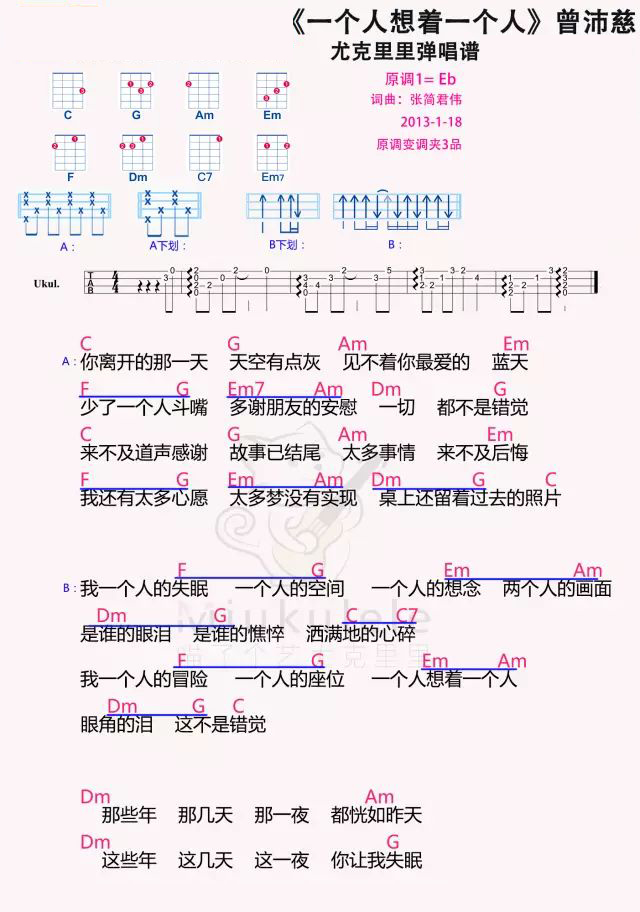 《一个人想着一个人》曾沛慈
尤克里里弹唱谱
原调1= Eb
词曲：张简君伟
2013-1-18
原调变调夹3品
C G Am Em
F Dm C7 Em7
A： A下划： B下划： B：
Ukul.
C G Am Em
A：你离开的那一天 天空有点灰 见不着你最爱的 蓝天
F G Em7 Am Dm G
少了一个人斗嘴 多谢朋友的安慰 一切 都不是错觉
C G Am Em
来不及道声感谢 故事已结尾 太多事情 来不及后悔
F G Em Am Dm G C
我还有太多心愿 太多梦没有实现 桌上还留着过去的照片
F G Em Am
B：我一个人的失眠 一个人的空间 一个人的想念 两个人的画面
Dm G C C7
是谁的眼泪 是谁的憔悴 洒满地的心碎
Miukulele
F G Em Am
我一个人的冒险 一个人的座位 一个人想着一个人
Dm G C
眼角的泪 这不是错觉
Dm Am
那些年 那几天 那一夜 都恍如昨天
Dm G
这些年 这几天 这一夜 你让我失眠